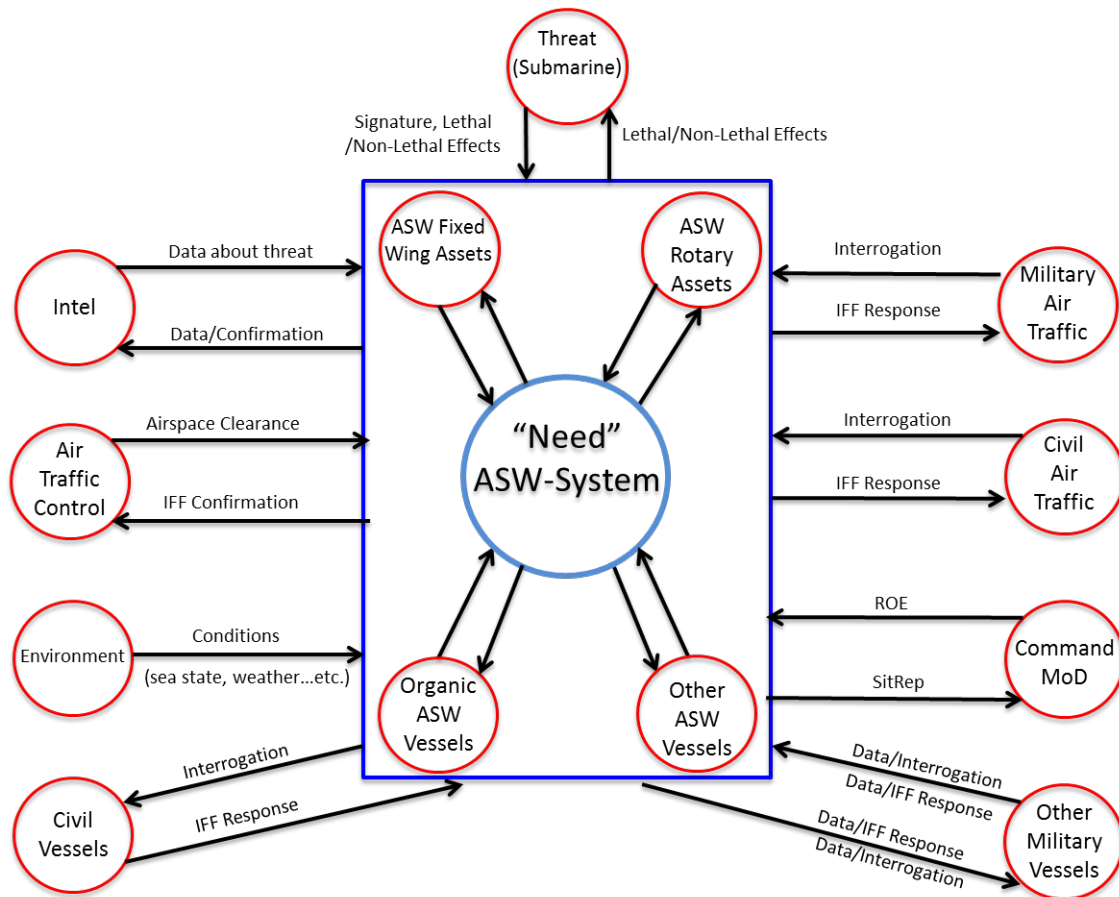 Threat
(Submarine)
Signature, Lethal
/Non-Lethal Effects
Lethal/Non-Lethal Effects
ASW Fixed
Wing Assets
ASW
Rotary
Assets
Data about threat
Intel
Data/Confirmation
Interrogation
Military
Air
Traffic
IFF Response
Airspace Clearance
Air
Traffic
Control
IFF Confirmation
"Need"
ASW-System
Interrogation
Civil
Air
Traffic
IFF Response
Environment
Conditions
(sea state, weather...etc.)
Organic
ASW
Vessels
Other
ASW
Vessels
ROE
Command
MoD
SitRep
Interrogation
Civil
Vessels
IFF Response
Data/Interrogation
Data/IFF Response
Other
Military
Vessels
Data/IFF Response
Data/Interrogation